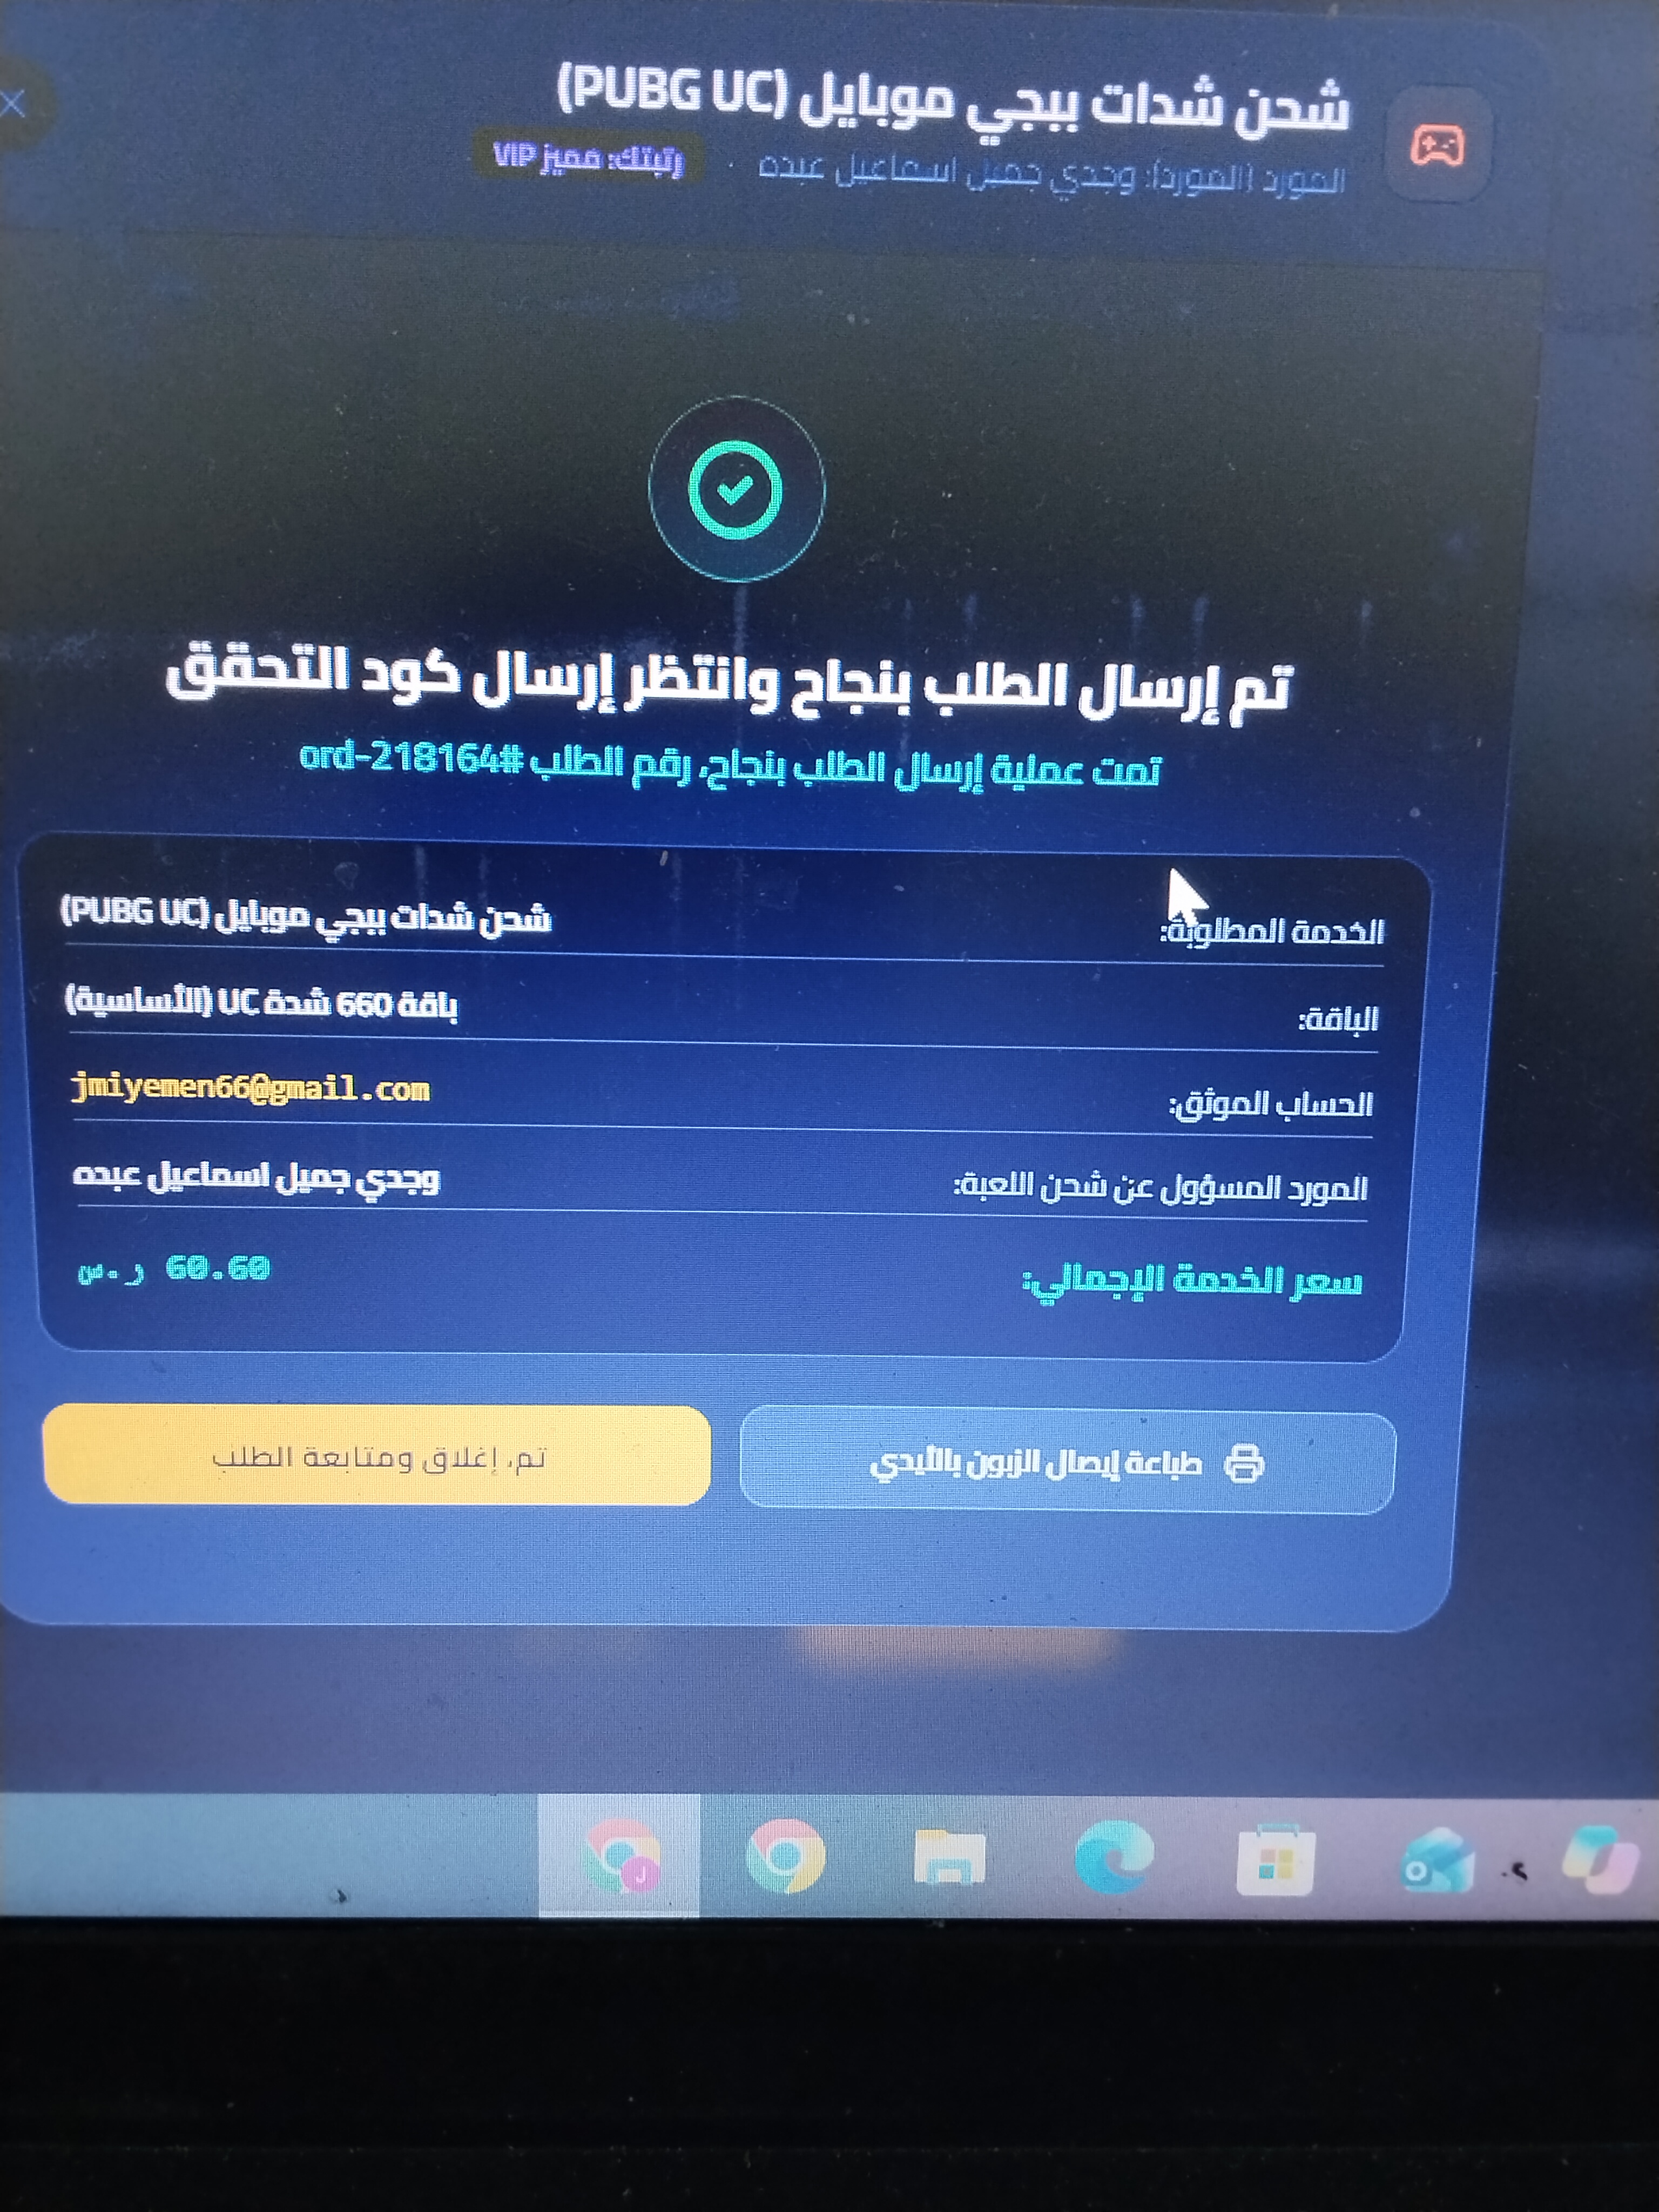 شحن شدات ببجي موبايل (PUBG UC)
المورد (المورد): وجدي جميل اسماعيل عبده · رتبتك: مميز VIP
تم إرسال الطلب بنجاح وانتظر إرسال كود التحقق
تمت عملية إرسال الطلب بنجاح، رقم الطلب #ord-218164
الخدمة المطلوبة: شحن شدات ببجي موبايل (PUBG UC)
الباقة: باقة 660 شدة UC (الأساسية)
الحساب الموثق: jmiyemen66@gmail.com
المورد المسؤول عن شحن اللعبة: وجدي جميل اسماعيل عبده
سعر الخدمة الإجمالي: 60.60 ر.س
طباعة إيصال الزبون بالأيدي
تم، إغلاق ومتابعة الطلب
J